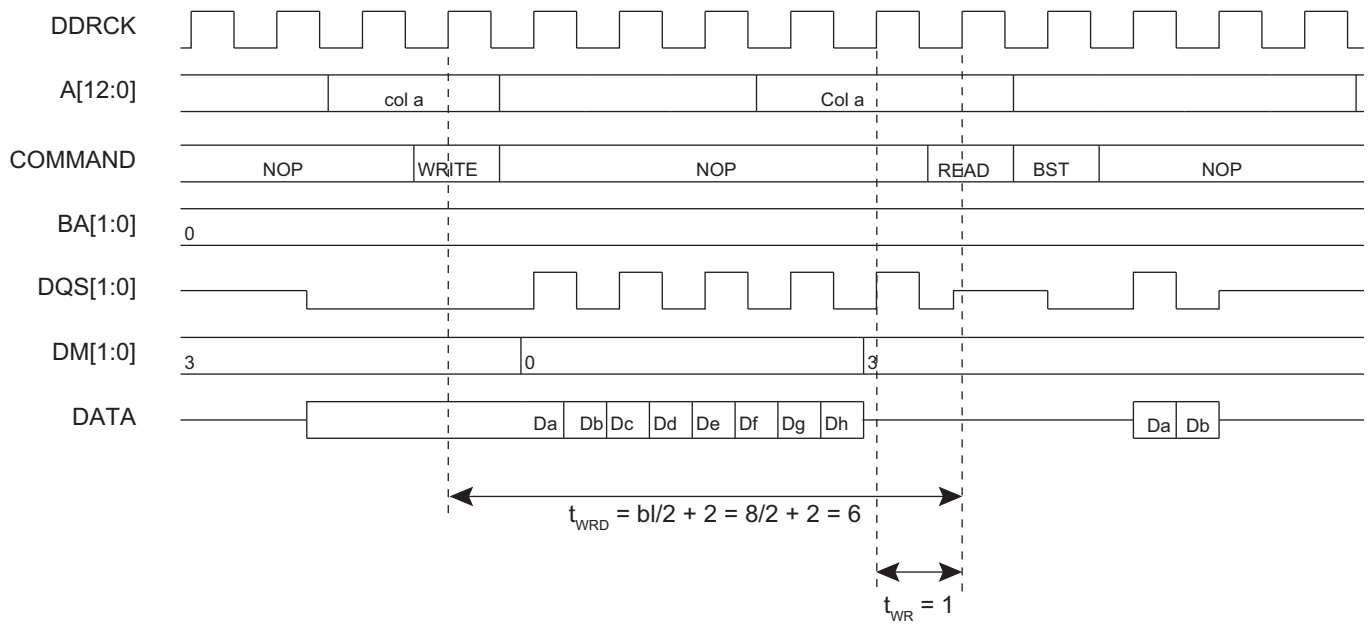 DDRCK
A[12:0] col a Col a
COMMAND NOP WRITE NOP READ BST NOP
BA[1:0] 0
DQS[1:0]
DM[1:0] 3 0 3
DATA Da Db Dc Dd De Df Dg Dh Da Db
tWRD = bl/2 + 2 = 8/2 + 2 = 6
tWR = 1